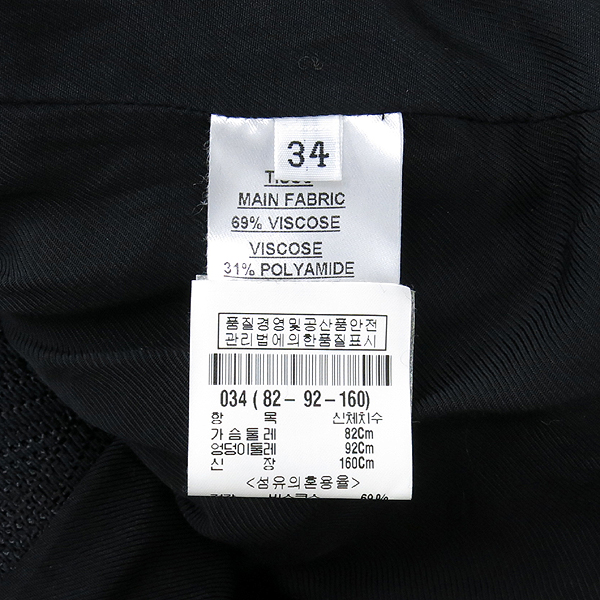 34
MAIN FABRIC
69% VISCOSE
VISCOSE
31% POLYAMIDE
품질경영및공산품안전
관리법에의한품질표시
034 ( 82- 92-160)
항 목 신체치수
가슴둘레 82Cm
엉덩이둘레 92Cm
신 장 160Cm
<섬유의혼용율>